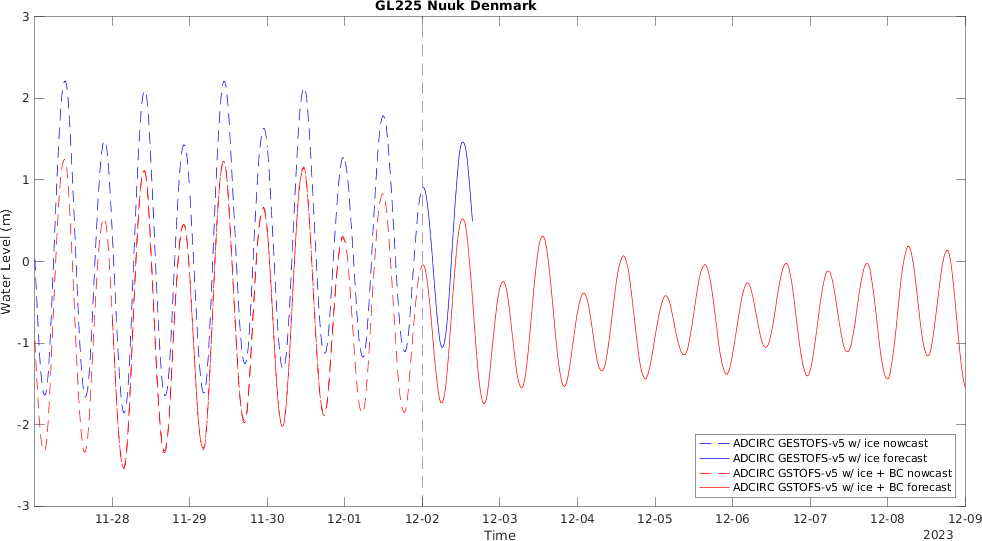 GL225 Nuuk Denmark
3
2
1
0
-1
-2
-3
Water Level (m)
ADCIRC GESTOFS-v5 w/ ice nowcast
ADCIRC GESTOFS-v5 w/ ice forecast
ADCIRC GSTOFS-v5 w/ ice + BC nowcast
ADCIRC GSTOFS-v5 w/ ice + BC forecast
11-28 11-29 11-30 12-01 12-02 12-03 12-04 12-05 12-06 12-07 12-08 12-09
Time
2023